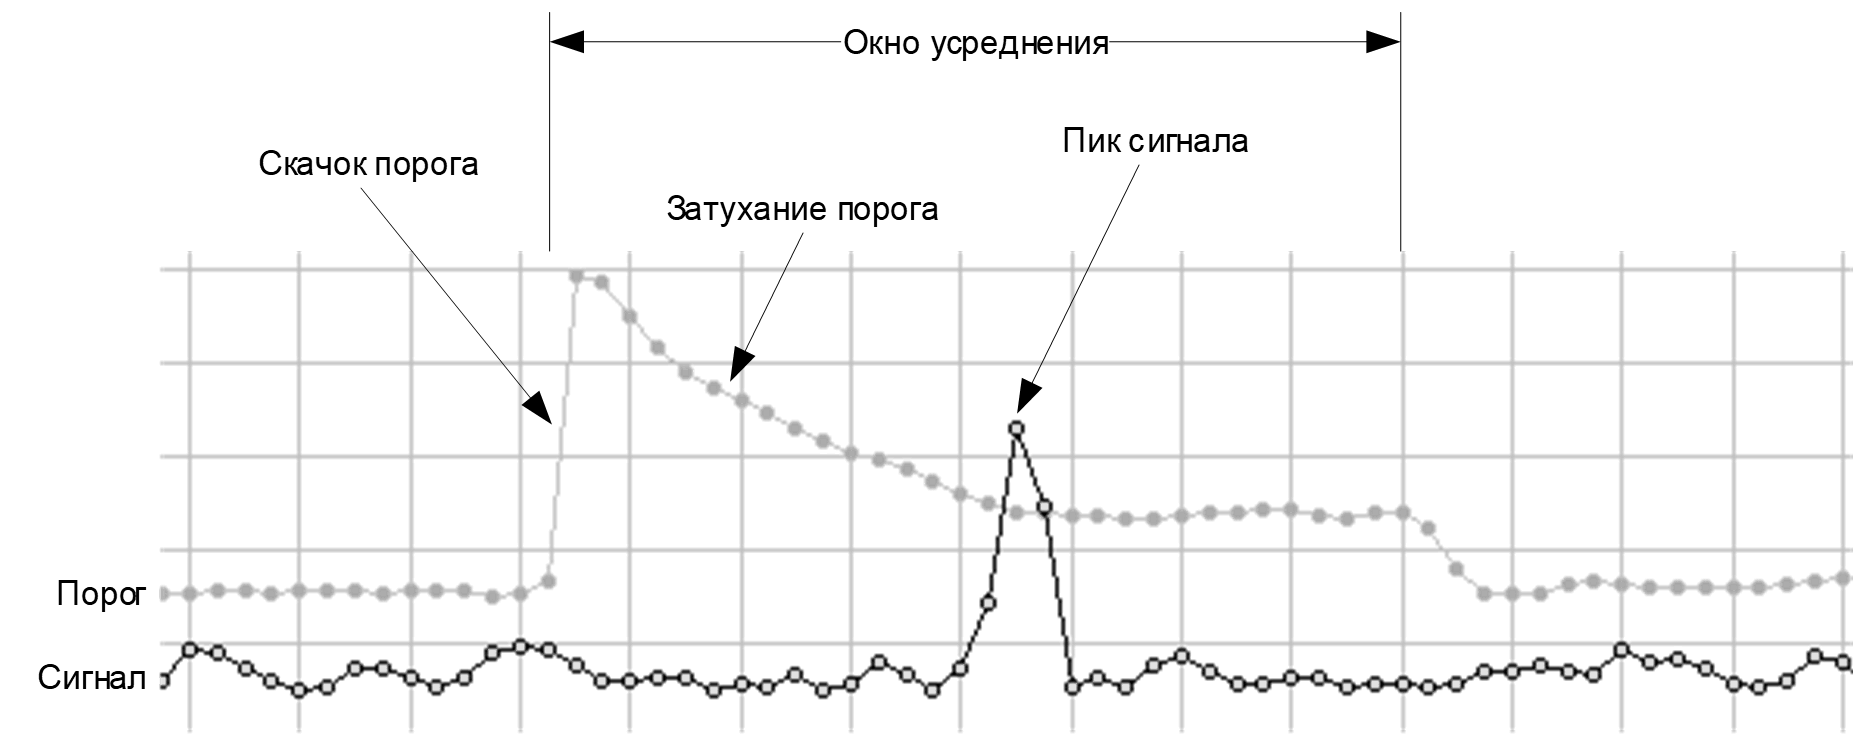 Окно усреднения
Пик сигнала
Скачок порога
Затухание порога
Порог
Сигнал